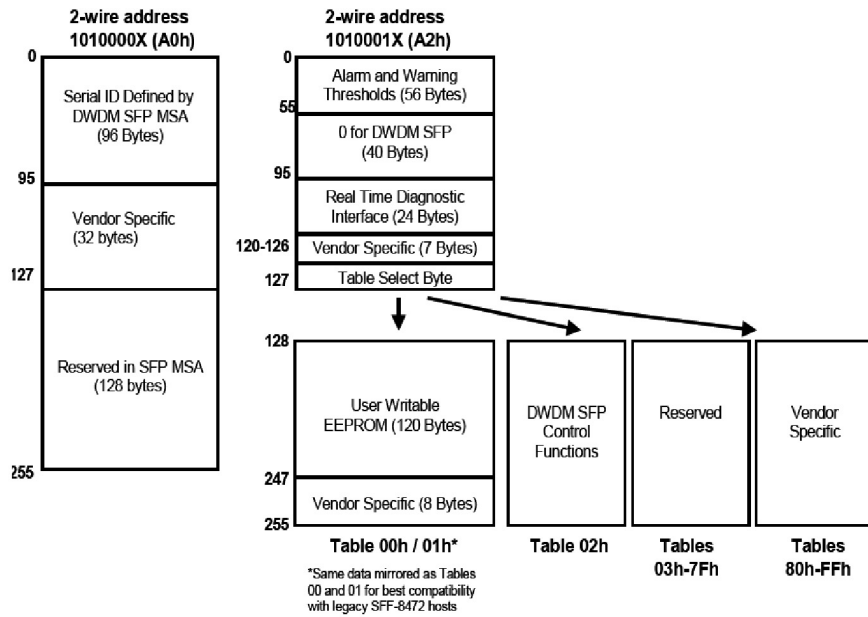 2-wire address
1010000X (A0h)
0
Serial ID Defined by
DWDM SFP MSA
(96 Bytes)
95
Vendor Specific
(32 bytes)
127
Reserved in SFP MSA
(128 bytes)
255
2-wire address
1010001X (A2h)
0
Alarm and Warning
Thresholds (56 Bytes)
55
0 for DWDM SFP
(40 Bytes)
95
Real Time Diagnostic
Interface (24 Bytes)
120-126
Vendor Specific (7 Bytes)
127
Table Select Byte
128
User Writable
EEPROM (120 Bytes)
247
Vendor Specific (8 Bytes)
255
Table 00h / 01h*
*Same data mirrored as Tables
00 and 01 for best compatibility
with legacy SFF-8472 hosts
DWDM SFP
Control
Functions
Table 02h
Reserved
Tables
03h-7Fh
Vendor
Specific
Tables
80h-FFh